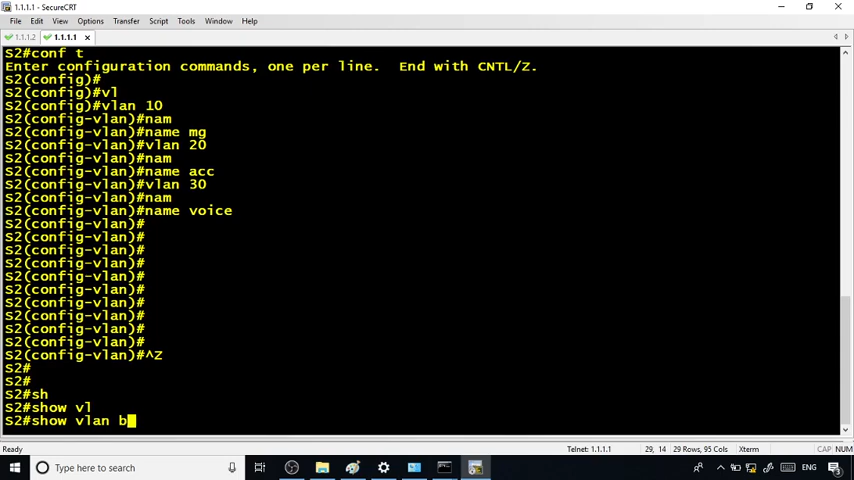 1.1.1.1 - SecureCRT
File Edit View Options Transfer Script Tools Window Help
1.1.1.2 1.1.1.1
S2#conf t
Enter configuration commands, one per line.  End with CNTL/Z.
S2(config)#
S2(config)#vl
S2(config)#vlan 10
S2(config-vlan)#nam
S2(config-vlan)#name mg
S2(config-vlan)#vlan 20
S2(config-vlan)#nam
S2(config-vlan)#name acc
S2(config-vlan)#vlan 30
S2(config-vlan)#nam
S2(config-vlan)#name voice
S2(config-vlan)#
S2(config-vlan)#
S2(config-vlan)#
S2(config-vlan)#
S2(config-vlan)#
S2(config-vlan)#
S2(config-vlan)#
S2(config-vlan)#
S2(config-vlan)#
S2(config-vlan)#
S2(config-vlan)#^Z
S2#
S2#
S2#sh
S2#show vl
S2#show vlan b
Ready Telnet: 1.1.1.1 29, 14 29 Rows, 95 Cols Xterm CAP NUM
Type here to search ENG 3